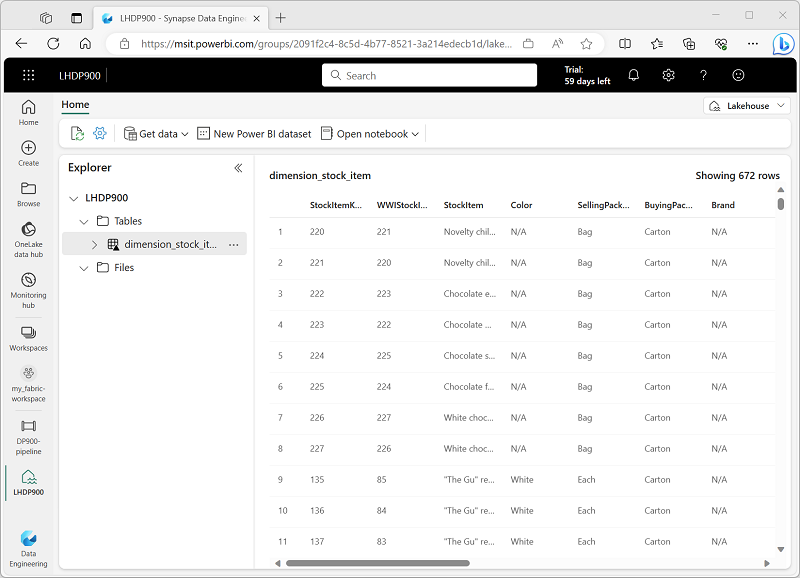 LHDP900 - Synapse Data Enginee
https://msit.powerbi.com/groups/2091f2c4-8c5d-4b77-8521-3a214edecb1d/lake...
LHDP900
Search
Trial:
59 days left
Home
Lakehouse
Get data
New Power BI dataset
Open notebook
Home
Create
Browse
OneLake
data hub
Monitoring
hub
Workspaces
my_fabric-
workspace
DP900-
pipeline
LHDP900
Data
Engineering
Explorer
LHDP900
Tables
dimension_stock_it... ...
Files
dimension_stock_item Showing 672 rows
StockItemK... WWIStockI... StockItem Color SellingPack... BuyingPac... Brand
1 220 221 Novelty chil... N/A Bag Carton N/A
2 221 220 Novelty chil... N/A Bag Carton N/A
3 222 223 Chocolate e... N/A Bag Carton N/A
4 223 222 Chocolate ... N/A Bag Carton N/A
5 224 225 Chocolate s... N/A Bag Carton N/A
6 225 224 Chocolate f... N/A Bag Carton N/A
7 226 227 White choc... N/A Bag Carton N/A
8 227 226 White choc... N/A Bag Carton N/A
9 135 85 "The Gu" re... White Each Carton N/A
10 136 84 "The Gu" re... White Each Carton N/A
11 137 83 "The Gu" re... White Each Carton N/A